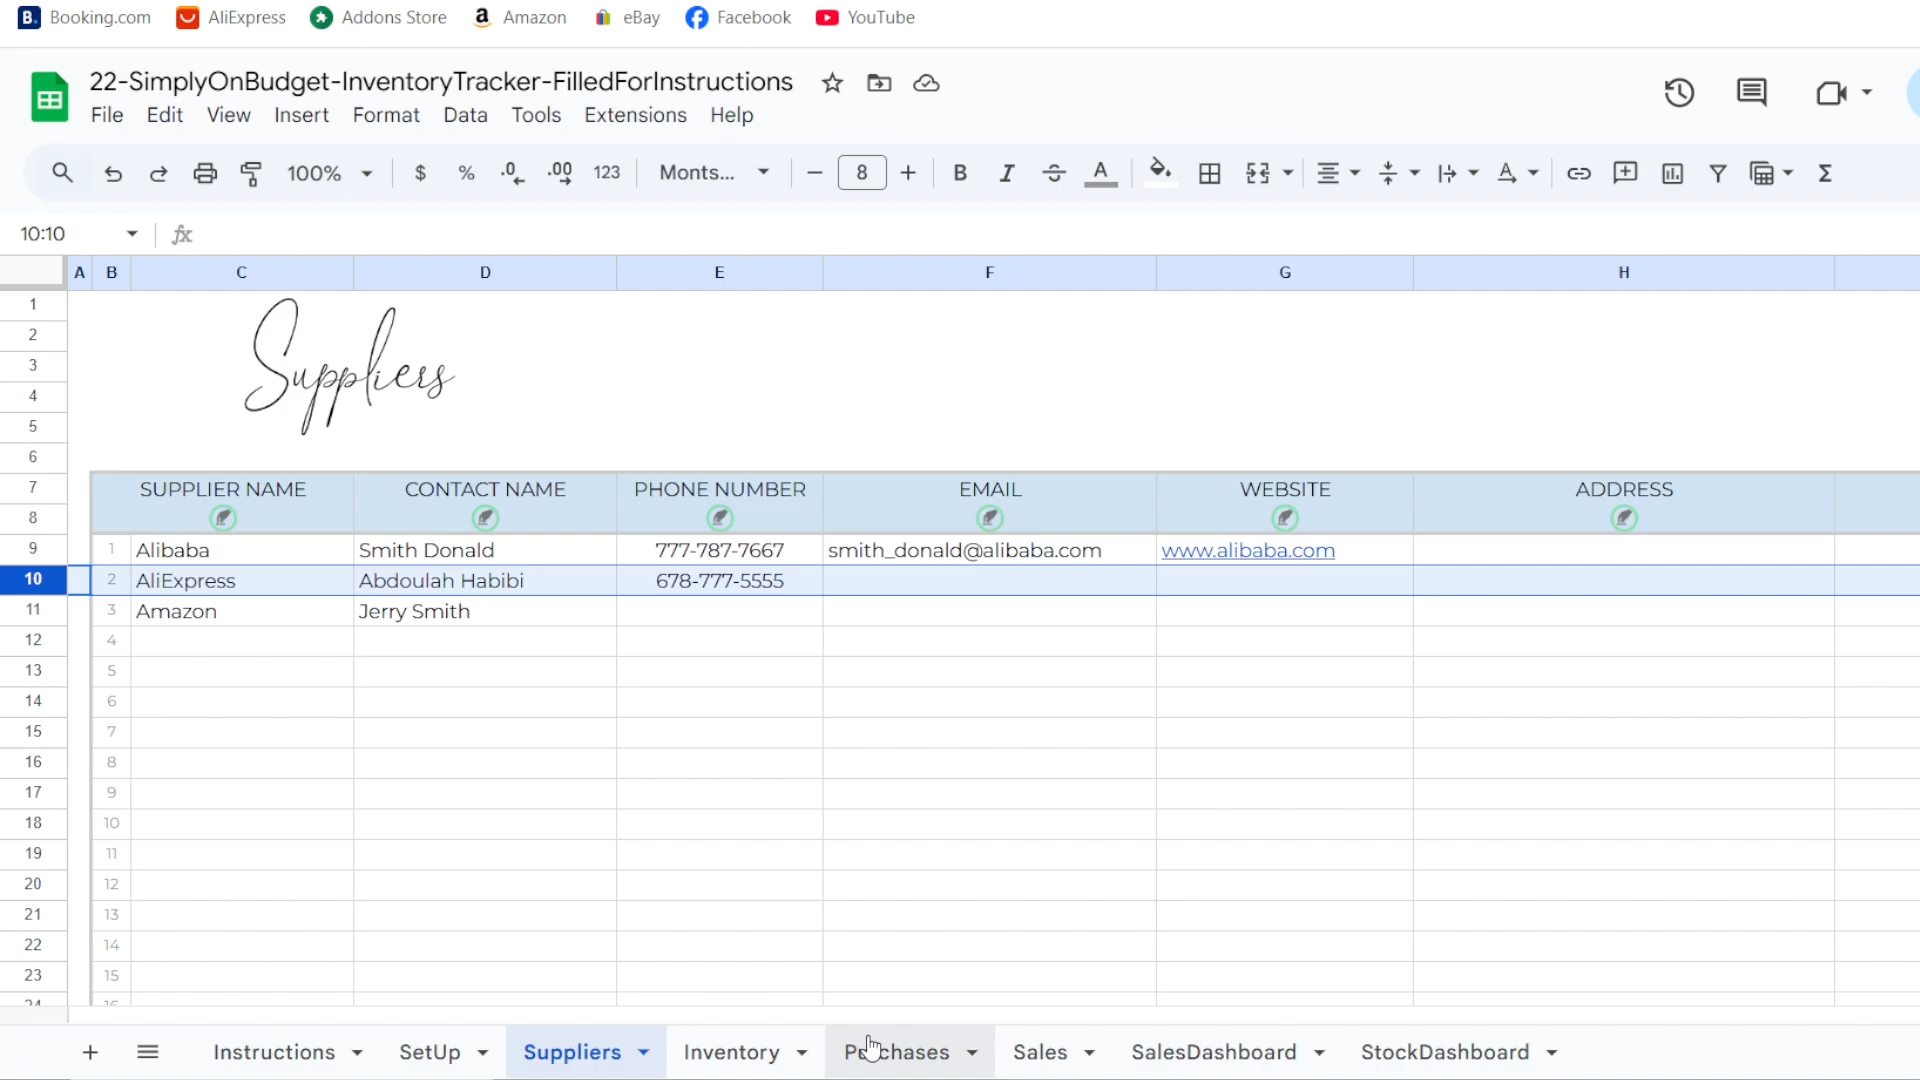 B. Booking.com AliExpress Addons Store a Amazon eBay Facebook YouTube
22-SimplyOnBudget-InventoryTracker-FilledForInstructions
File Edit View Insert Format Data Tools Extensions Help
100% $ % .0 .00 123 Monts... 8 B I A
10:10 fx
A B C D E F G H
1
2
Suppliers
3
4
5
6
7 SUPPLIER NAME CONTACT NAME PHONE NUMBER EMAIL WEBSITE ADDRESS
8
9 1 Alibaba Smith Donald 777-787-7667 smith_donald@alibaba.com www.alibaba.com
10 2 AliExpress Abdoulah Habibi 678-777-5555
11 3 Amazon Jerry Smith
12 4
13 5
14 6
15 7
16 8
17 9
18 10
19 11
20 12
21 13
22 14
23 15
24 16
Instructions SetUp Suppliers Inventory Purchases Sales SalesDashboard StockDashboard